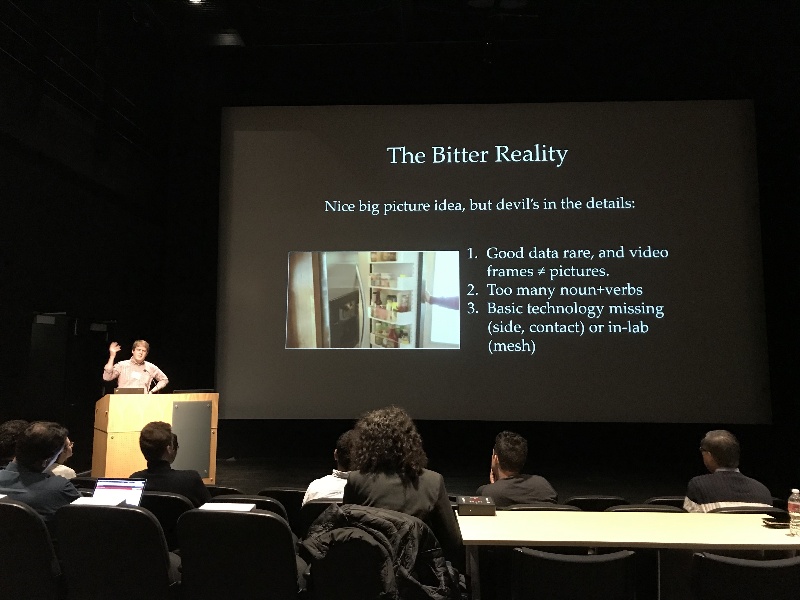 The Bitter Reality
Nice big picture idea, but devil's in the details:
1. Good data rare, and video
frames ≠ pictures.
2. Too many noun+verbs
3. Basic technology missing
(side, contact) or in-lab
(mesh)